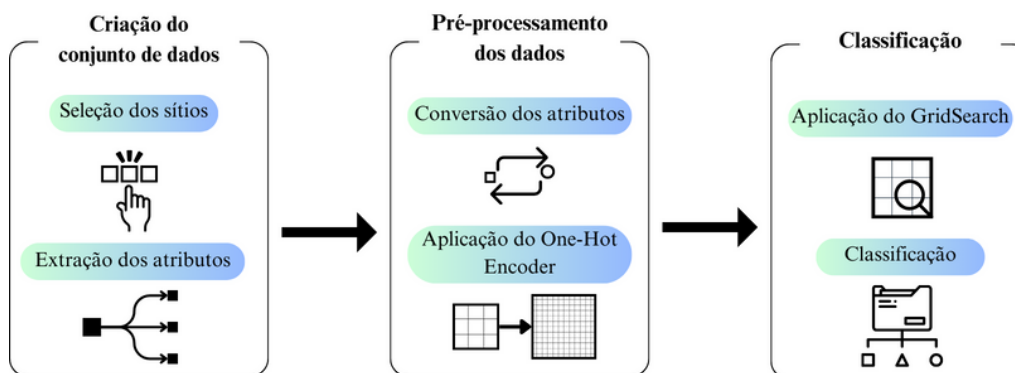 Criação do
conjunto de dados
Seleção dos sítios
Extração dos atributos
Pré-processamento
dos dados
Conversão dos atributos
Aplicação do One-Hot
Encoder
Classificação
Aplicação do GridSearch
Classificação